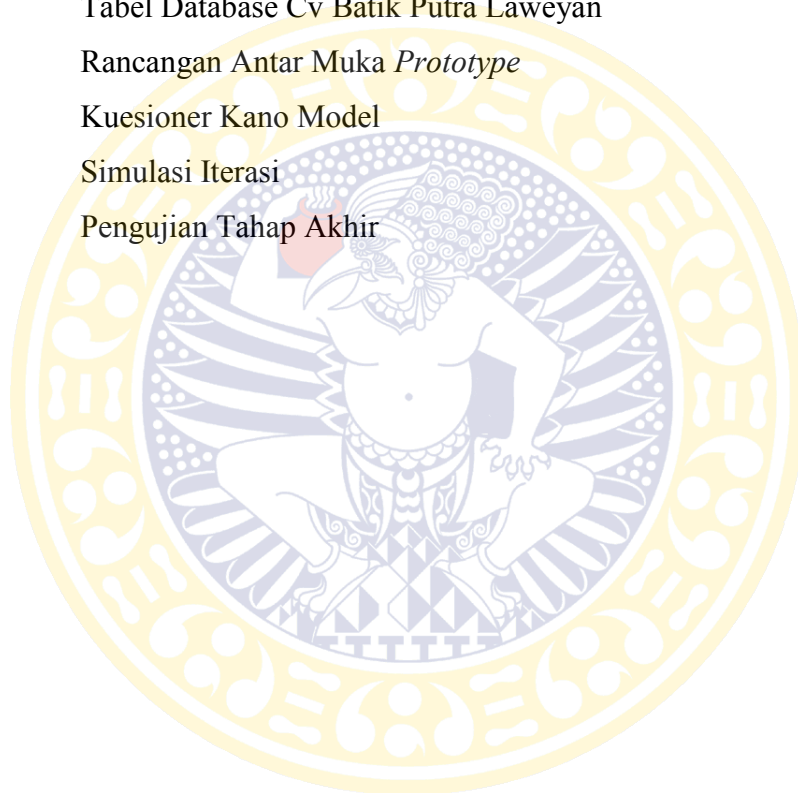 Tabel Database Cv Batik Putra Laweyan
Rancangan Antar Muka Prototype
Kuesioner Kano Model
Simulasi Iterasi
Pengujian Tahap Akhir